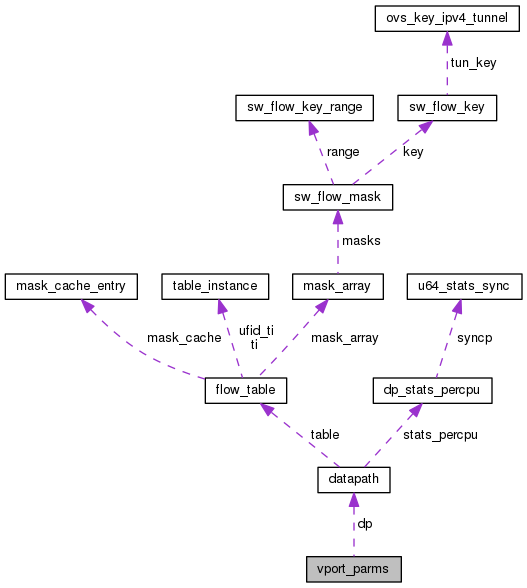 ovs_key_ipv4_tunnel
tun_key
sw_flow_key_range
sw_flow_key
range
key
sw_flow_mask
masks
mask_cache_entry
table_instance
mask_array
u64_stats_sync
mask_cache
ufid_ti
ti
mask_array
syncp
flow_table
dp_stats_percpu
table
stats_percpu
datapath
dp
vport_parms